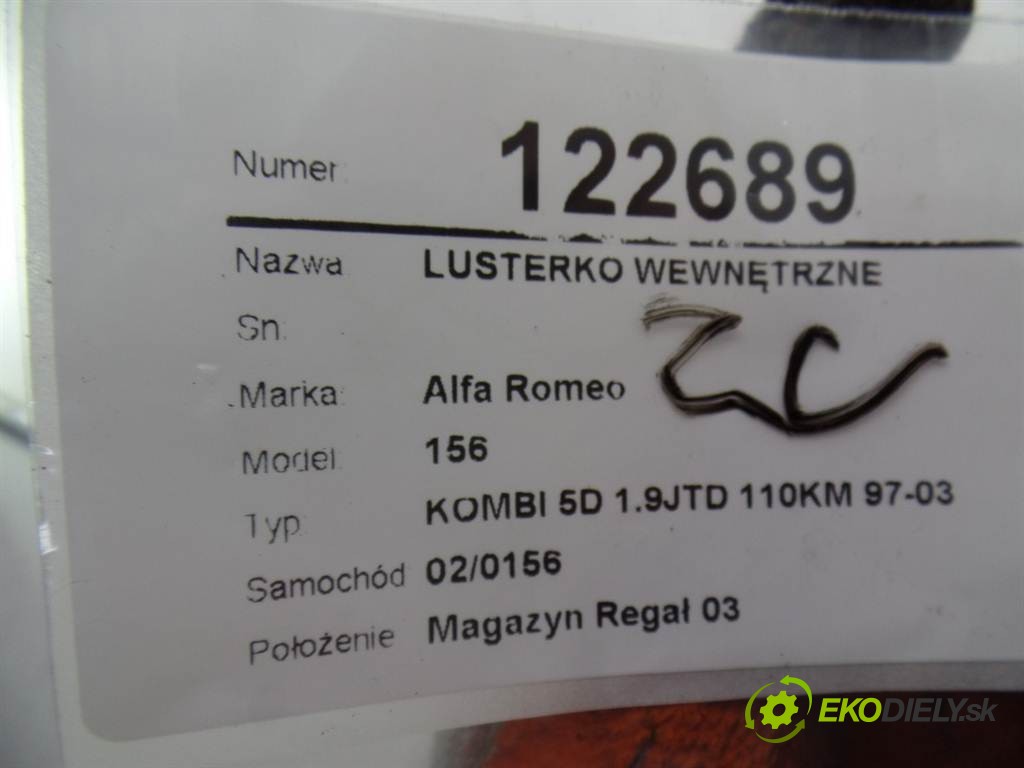 Numer: 122689
Nazwa LUSTERKO WEWNĘTRZNE
Sn.
Marka: Alfa Romeo
Model: 156
Typ KOMBI 5D 1.9JTD 110KM 97-03
Samochód 02/0156
Położenie Magazyn Regał 03
EKODIELY.sk